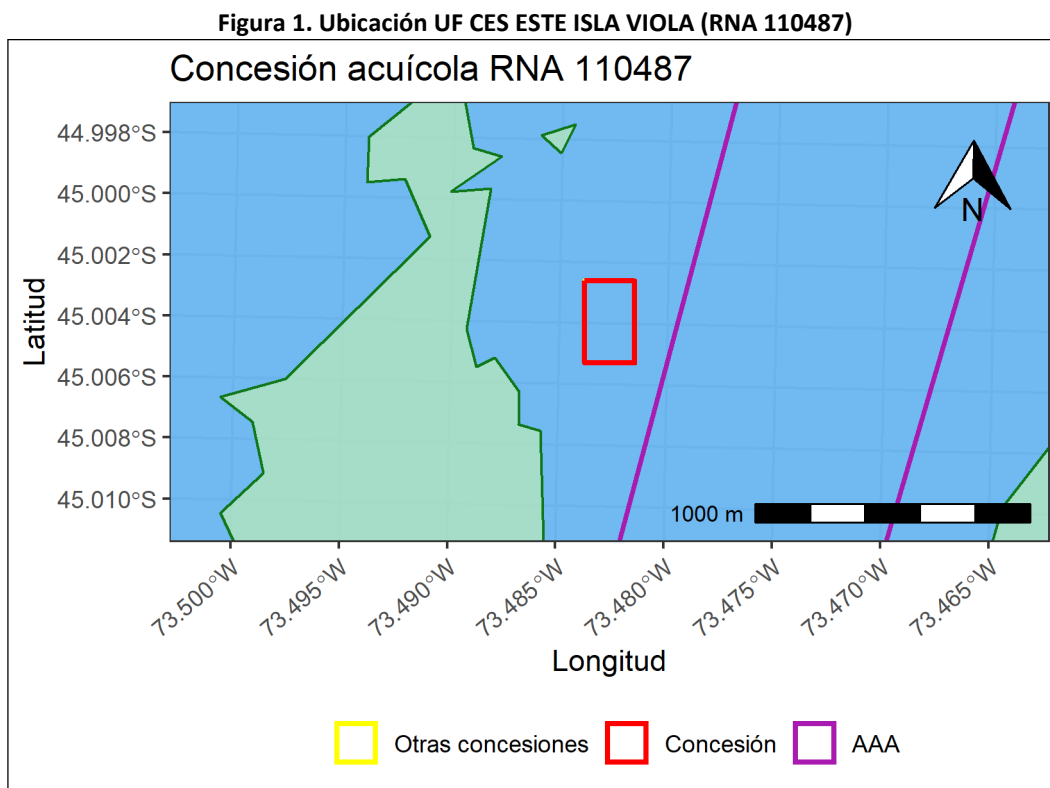 Figura 1. Ubicación UF CES ESTE ISLA VIOLA (RNA 110487)
Concesión acuícola RNA 110487
44.998°S
45.000°S
45.002°S
45.004°S
45.006°S
45.008°S
45.010°S
Latitud
N
1000 m
73.500°W
73.495°W
73.490°W
73.485°W
73.480°W
73.475°W
73.470°W
73.465°W
Longitud
Otras concesiones
Concesión
AAA